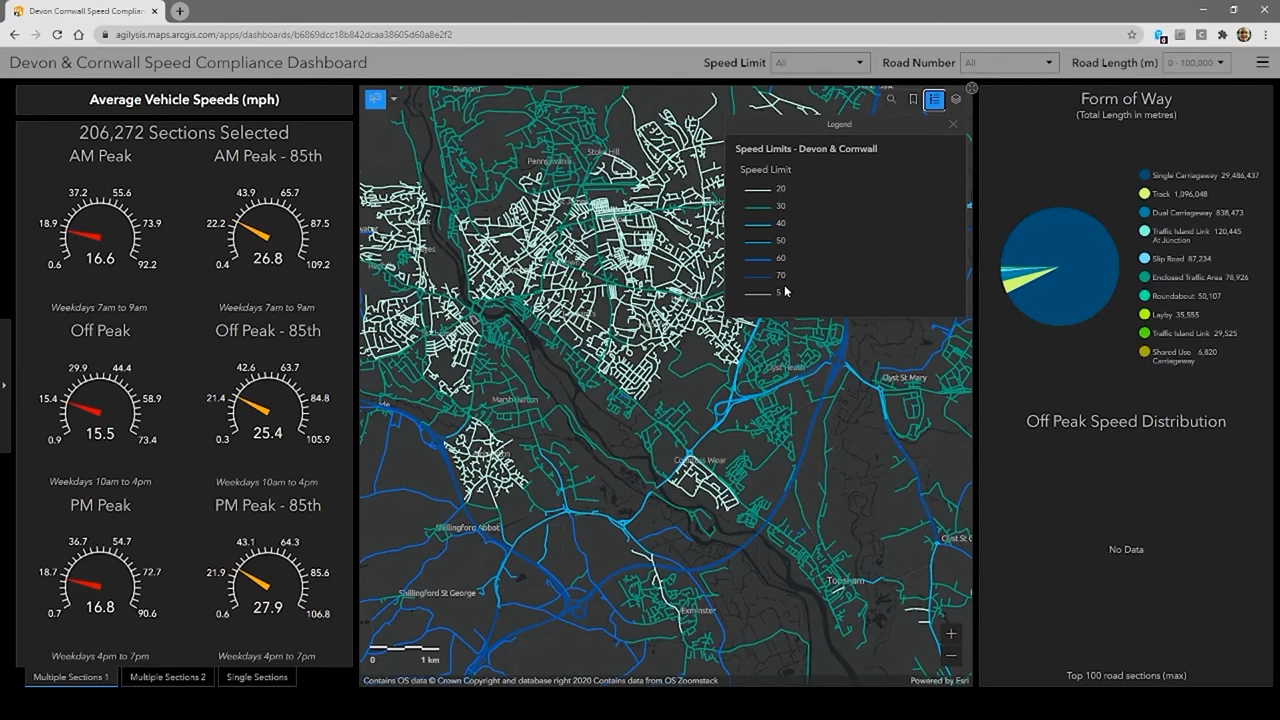 Devon Cornwall Speed Complian
agilysis.maps.arcgis.com/apps/dashboards/b6869dcc18b842dcaa38605d60a8e2f2
Devon & Cornwall Speed Compliance Dashboard
Speed Limit All
Road Number All
Road Length (m) 0 - 100,000
Average Vehicle Speeds (mph)
206,272 Sections Selected
AM Peak
37.2 55.6
18.9 73.9
0.6 16.6 92.2
Weekdays 7am to 9am
AM Peak - 85th
43.9 65.7
22.2 87.5
0.4 26.8 109.2
Weekdays 7am to 9am
Off Peak
29.9 44.4
15.4 58.9
0.9 15.5 73.4
Weekdays 10am to 4pm
Off Peak - 85th
42.6 63.7
21.4 84.8
0.3 25.4 105.9
Weekdays 10am to 4pm
PM Peak
36.7 54.7
18.7 72.7
0.7 16.8 90.6
Weekdays 4pm to 7pm
PM Peak - 85th
43.1 64.3
21.9 85.6
0.6 27.9 106.8
Weekdays 4pm to 7pm
Multiple Sections 1
Multiple Sections 2
Single Sections
Legend
Speed Limits - Devon & Cornwall
Speed Limit
20
30
40
50
60
70
5
Stoke Hill
Clyst Heath
Clyst St Mary
Shillingford Abbot
Shillingford St George
Exminster
Topsham
0 1 km
Contains OS data © Crown Copyright and database right 2020 Contains data from OS Zoomstack
Powered by Esri
Form of Way
(Total Length in metres)
Single Carriageway 29,486,437
Track 1,096,048
Dual Carriageway 838,473
Traffic Island Link 120,445
At Junction
Slip Road 87,234
Enclosed Traffic Area 78,926
Roundabout 50,107
Layby 35,555
Traffic Island Link 29,525
Shared Use 6,820
Carriageway
Off Peak Speed Distribution
No Data
Top 100 road sections (max)